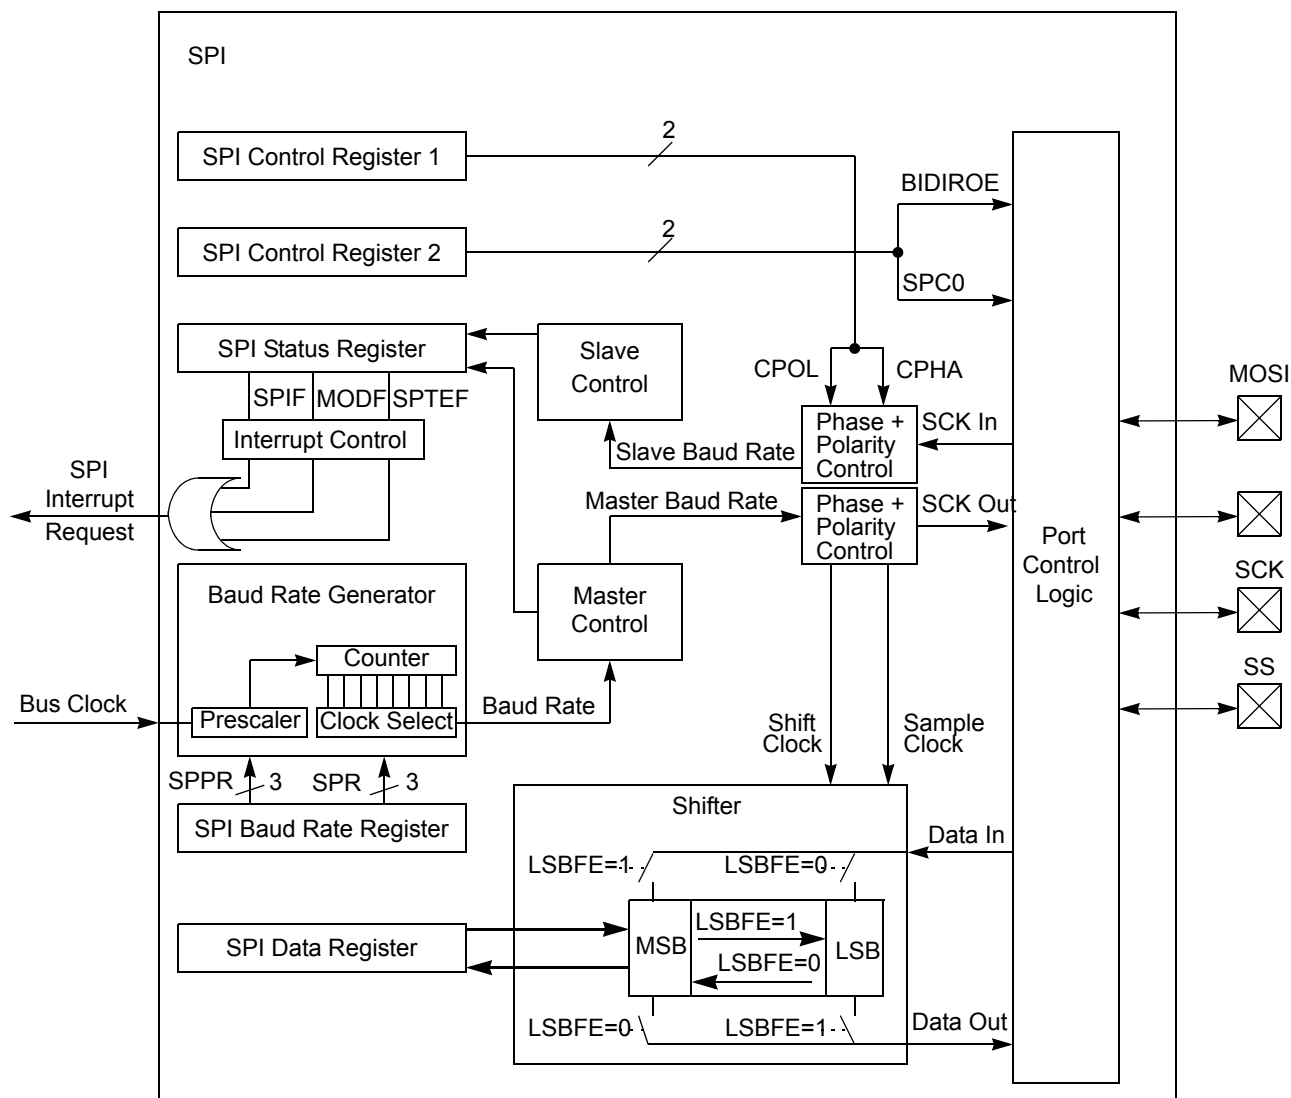 SPI
SPI Control Register 1
2
BIDIROE
SPI Control Register 2
2
SPC0
SPI Status Register
Slave
Control
CPOL
CPHA
MOSI
SPIF
MODF
SPTEF
Interrupt Control
Phase +
Polarity
Control
SCK In
Slave Baud Rate
SPI
Interrupt
Request
Master Baud Rate
Phase +
Polarity
Control
SCK Out
Port
Control
Logic
Baud Rate Generator
Master
Control
SCK
Counter
SS
Bus Clock
Prescaler
Clock Select
Baud Rate
Shift
Clock
Sample
Clock
SPPR
3
SPR
3
SPI Baud Rate Register
Shifter
Data In
LSBFE=1
LSBFE=0
SPI Data Register
MSB
LSBFE=1
LSBFE=0
LSB
LSBFE=0
LSBFE=1
Data Out